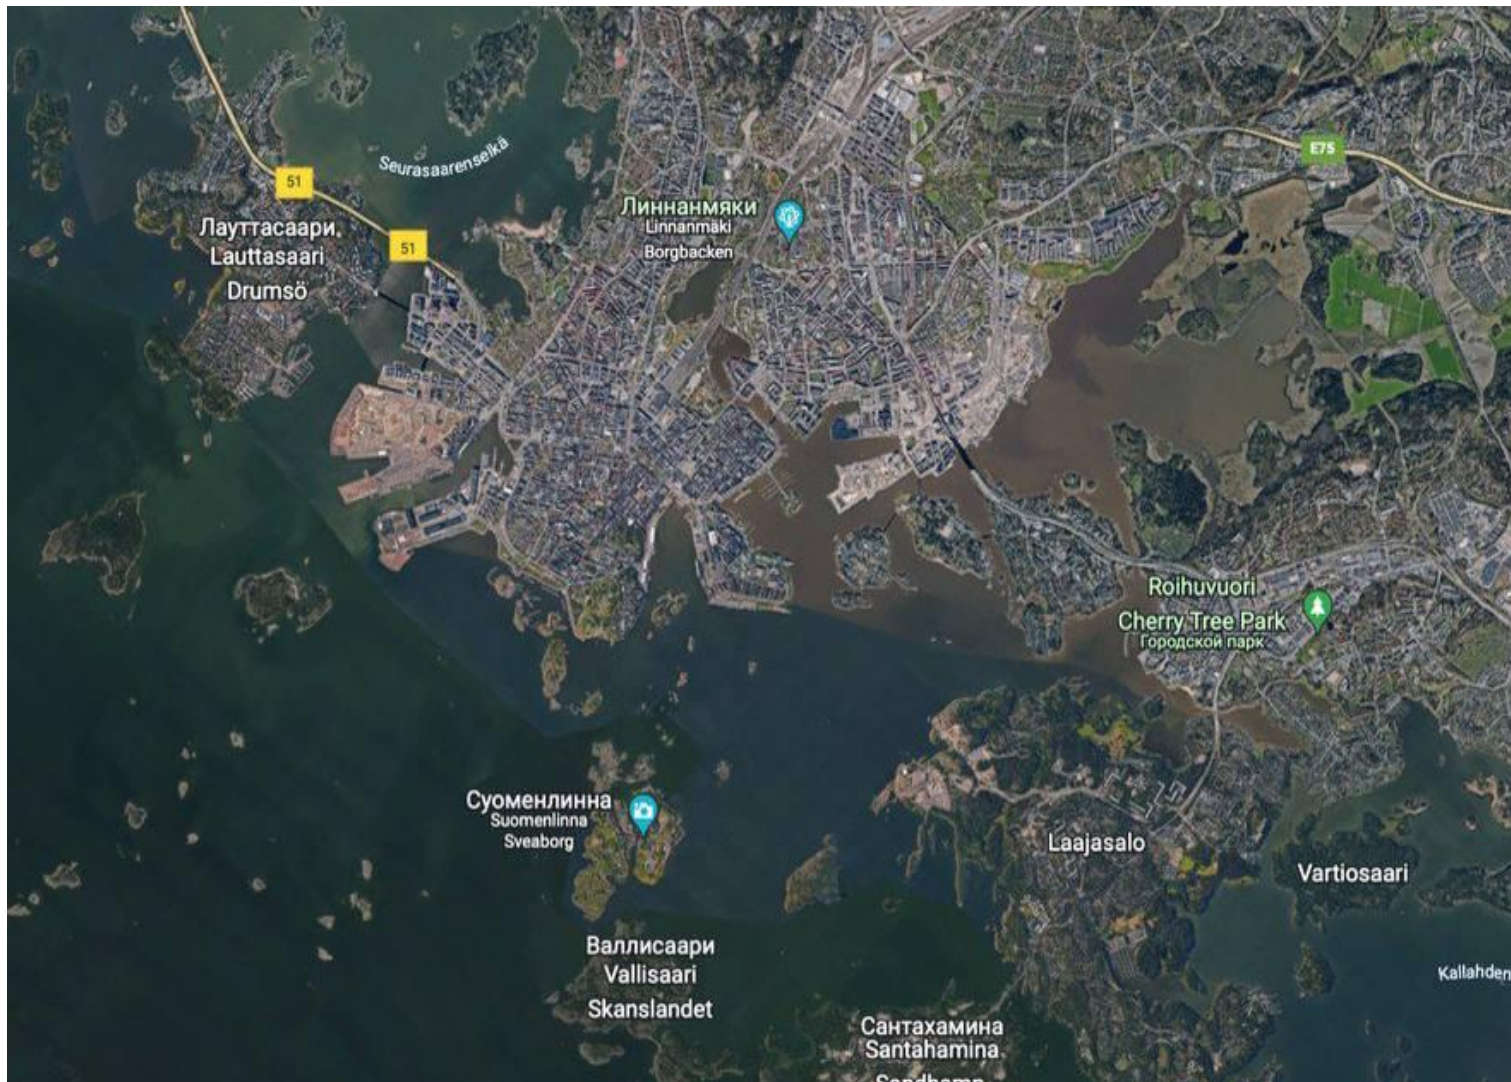 Seurasaarenselkä
51
E75
Линнанмяки
Linnanmäki
Borgbacken
51
Лауттасаари
Lauttasaari
Drumsö
Roihuvuori
Cherry Tree Park
Городской парк
Суоменлинна
Suomenlinna
Sveaborg
Laajasalo
Vartiosaari
Валлисаари
Vallisaari
Skanslandet
Kallahden
Сантахамина
Santahamina